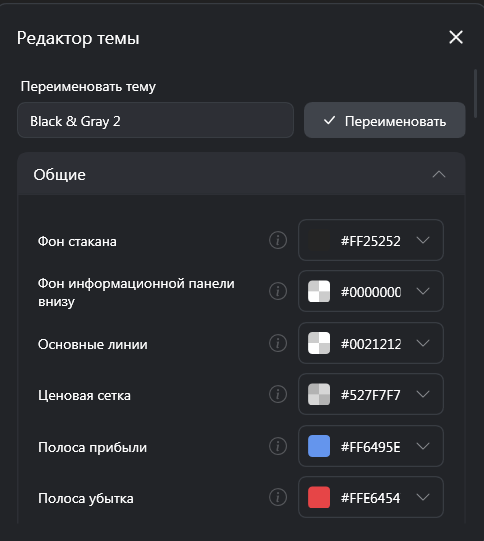 Редактор темы
Переименовать тему
Black & Gray 2
Переименовать
Общие
Фон стакана
#FF25252
Фон информационной панели
внизу
#0000000
Основные линии
#0021212
Ценовая сетка
#527F7F7
Полоса прибыли
#FF6495E
Полоса убытка
#FFE6454